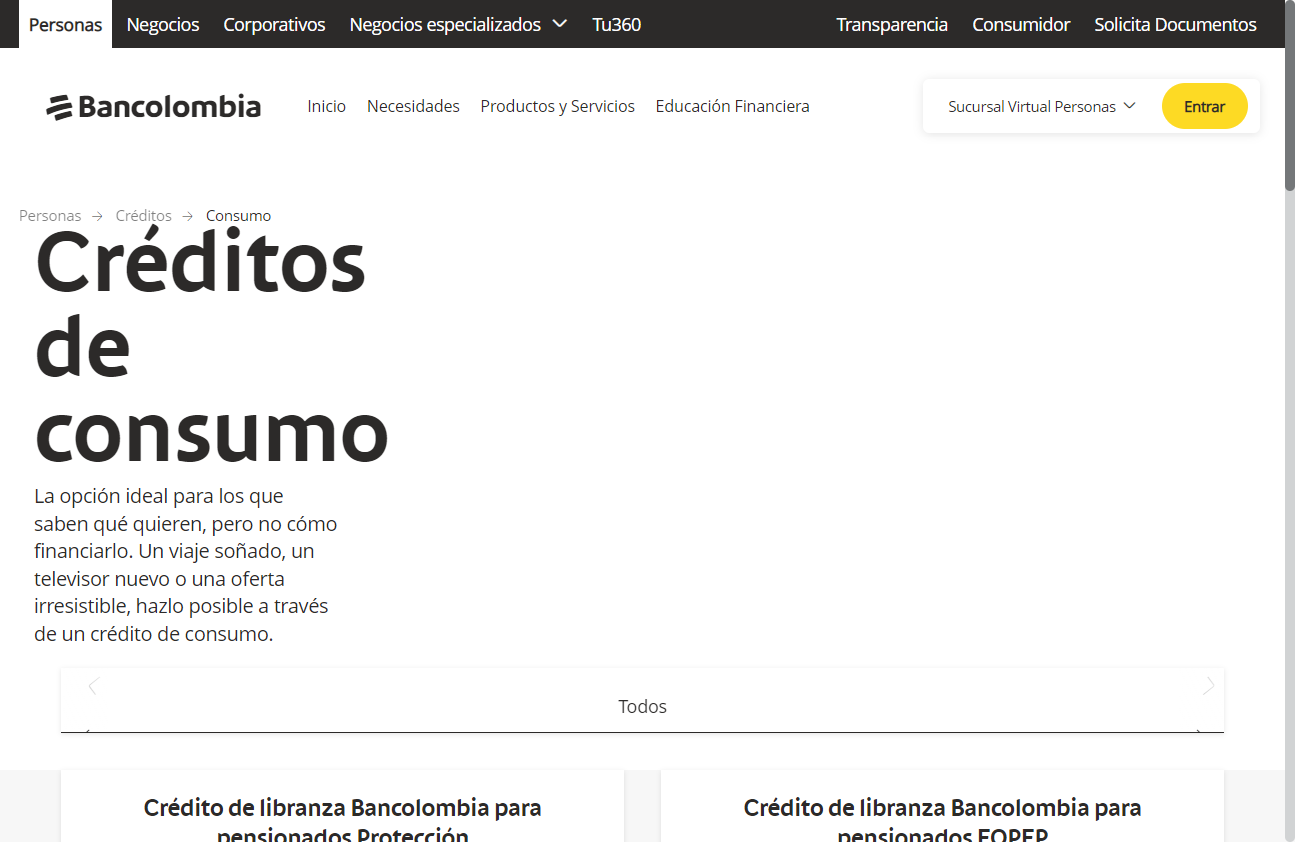 Personas Negocios Corporativos Negocios especializados Tu360 Transparencia Consumidor Solicita Documentos
Bancolombia Inicio Necesidades Productos y Servicios Educación Financiera Sucursal Virtual Personas Entrar
Personas Créditos Consumo
Créditos
de
consumo
La opción ideal para los que
saben qué quieren, pero no cómo
financiarlo. Un viaje soñado, un
televisor nuevo o una oferta
irresistible, hazlo posible a través
de un crédito de consumo.
Todos
Crédito de libranza Bancolombia para
pensionados Protección
Crédito de libranza Bancolombia para
pensionados FOPEP